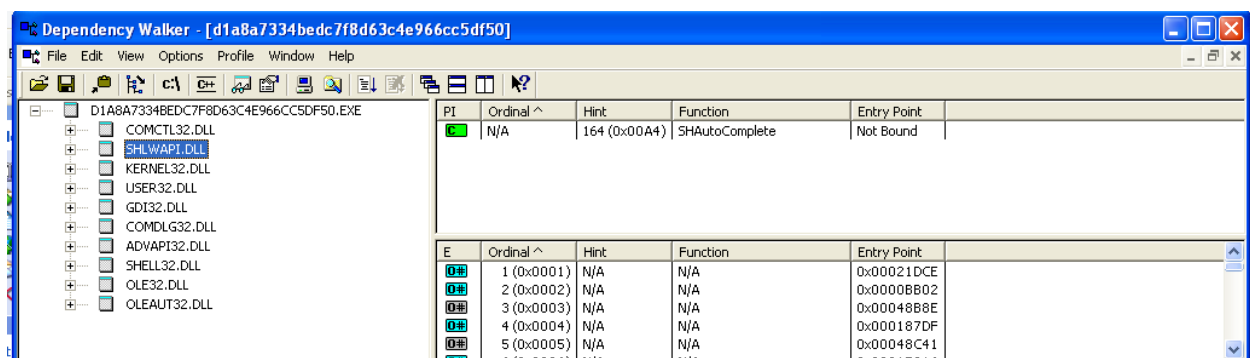 Dependency Walker - [d1a8a7334bedc7f8d63c4e966cc5df50]
File Edit View Options Profile Window Help
c:\ C++
D1A8A7334BEDC7F8D63C4E966CC5DF50.EXE
COMCTL32.DLL
SHLWAPI.DLL
KERNEL32.DLL
USER32.DLL
GDI32.DLL
COMDLG32.DLL
ADVAPI32.DLL
SHELL32.DLL
OLE32.DLL
OLEAUT32.DLL
PI Ordinal ^ Hint Function Entry Point
C N/A 164 (0x00A4) SHAutoComplete Not Bound
E Ordinal ^ Hint Function Entry Point
O# 1 (0x0001) N/A N/A 0x00021DCE
O# 2 (0x0002) N/A N/A 0x0000BB02
O# 3 (0x0003) N/A N/A 0x00048B8E
O# 4 (0x0004) N/A N/A 0x000187DF
O# 5 (0x0005) N/A N/A 0x00048C41